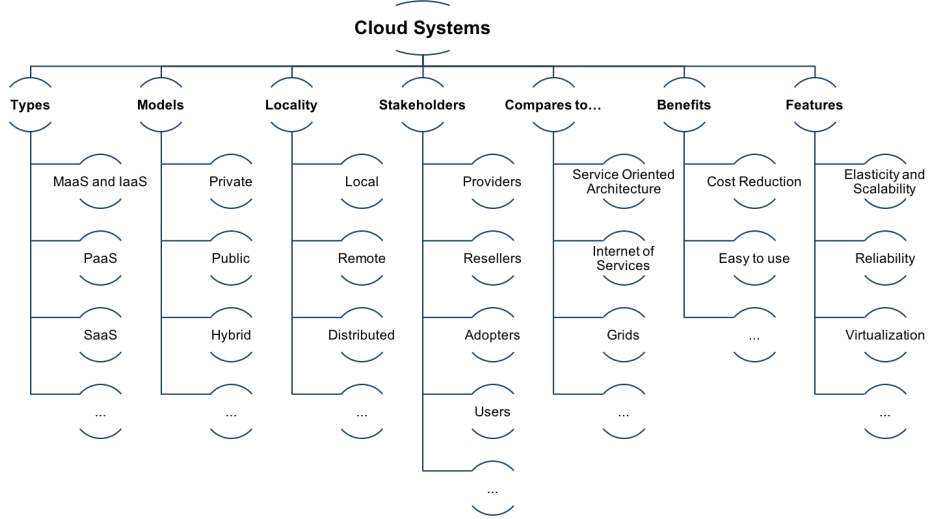 Cloud Systems
Types
Models
Locality
Stakeholders
Compares to…
Benefits
Features
MaaS and IaaS
Private
Local
Providers
Service Oriented
Architecture
Cost Reduction
Elasticity and
Scalability
PaaS
Public
Remote
Resellers
Internet of
Services
Easy to use
Reliability
SaaS
Hybrid
Distributed
Adopters
Grids
...
Virtualization
...
...
...
Users
...
...
...